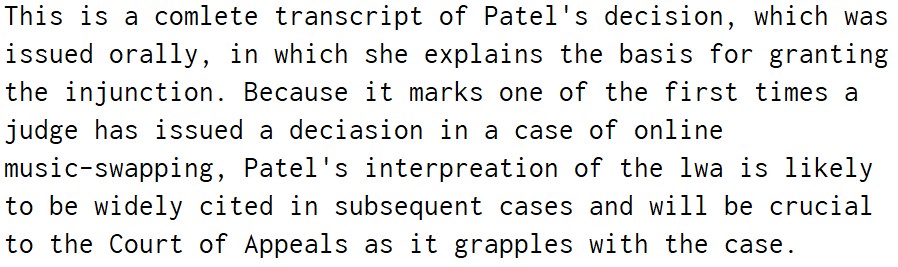 This is a comlete transcript of Patel's decision, which was
issued orally, in which she explains the basis for granting
the injunction. Because it marks one of the first times a
judge has issued a deciasion in a case of online
music-swapping, Patel's interpreation of the lwa is likely
to be widely cited in subsequent cases and will be crucial
to the Court of Appeals as it grapples with the case.